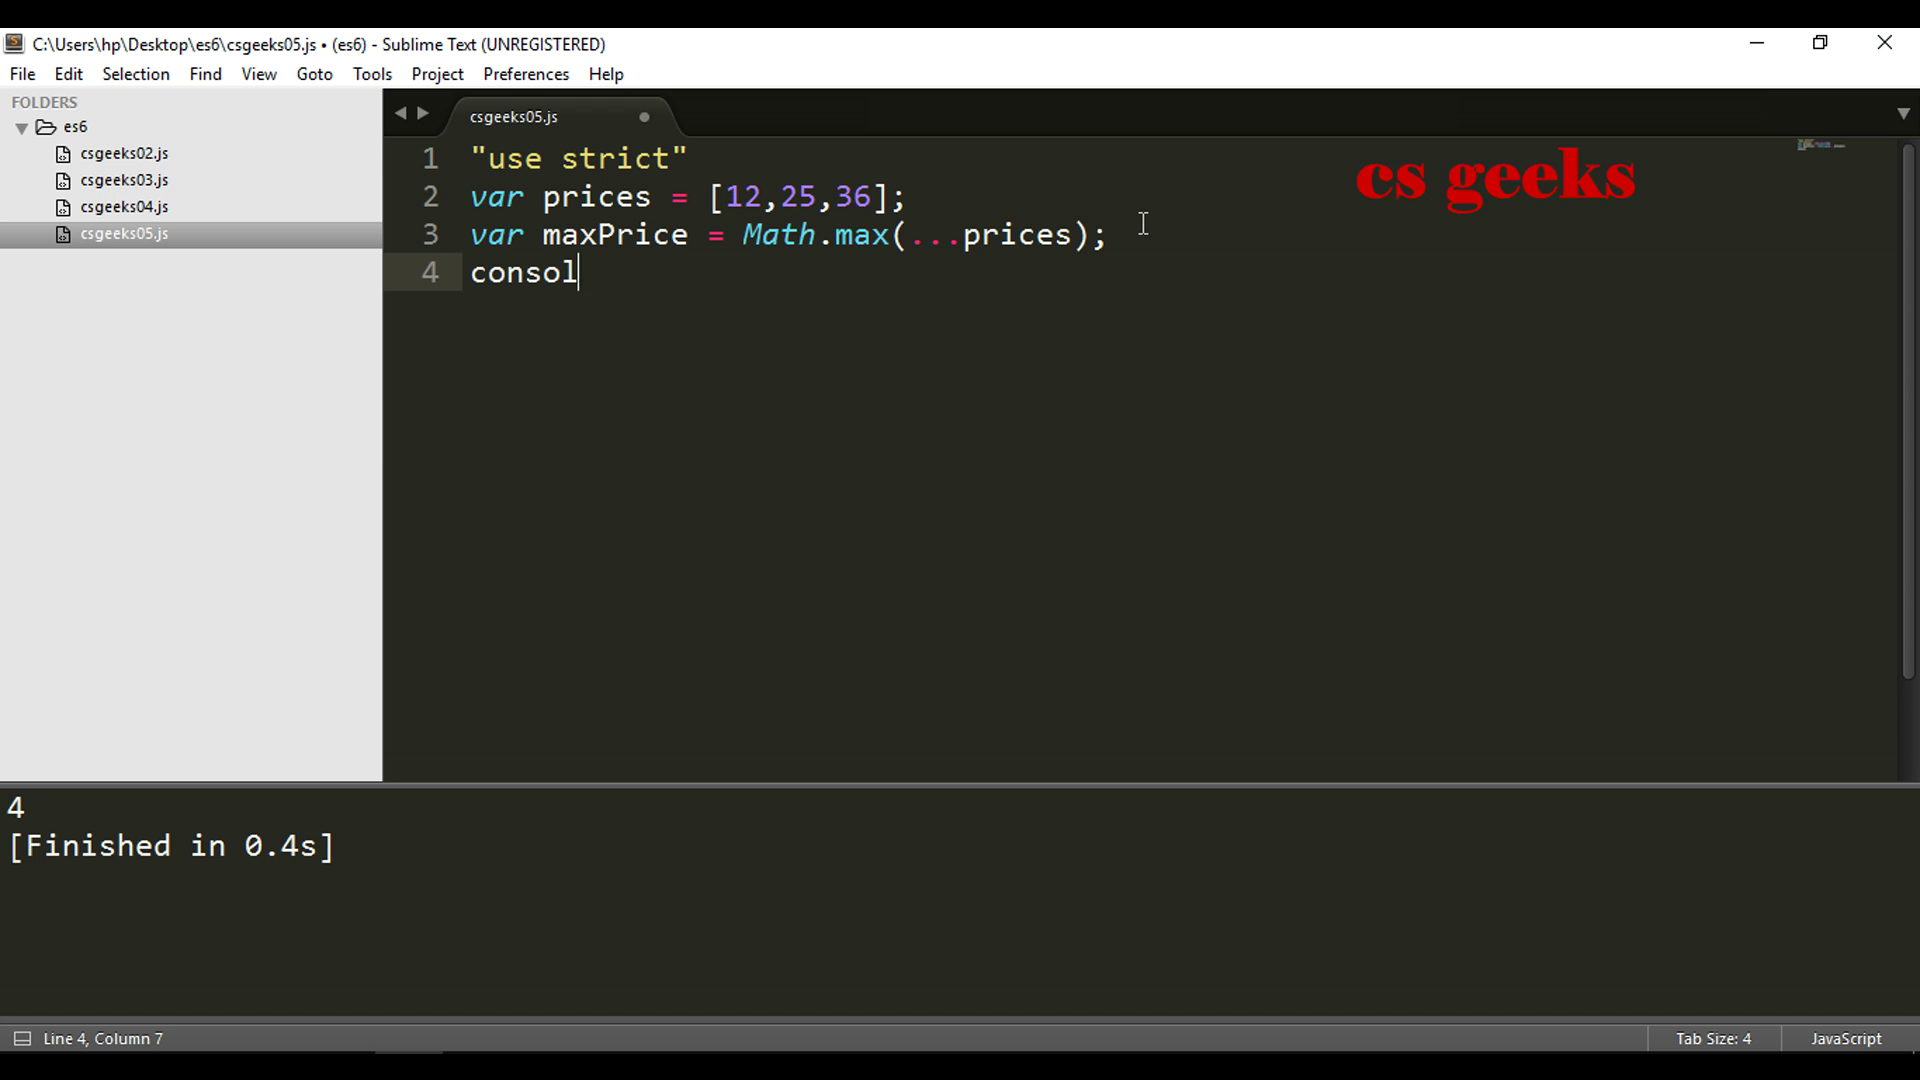 C:\Users\hp\Desktop\es6\csgeeks05.js • (es6) - Sublime Text (UNREGISTERED)
File Edit Selection Find View Goto Tools Project Preferences Help
FOLDERS
es6
csgeeks02.js
csgeeks03.js
csgeeks04.js
csgeeks05.js
csgeeks05.js
cs geeks
1 "use strict"
2 var prices = [12,25,36];
3 var maxPrice = Math.max(...prices);
4 consol
4
[Finished in 0.4s]
Line 4, Column 7
Tab Size: 4
JavaScript